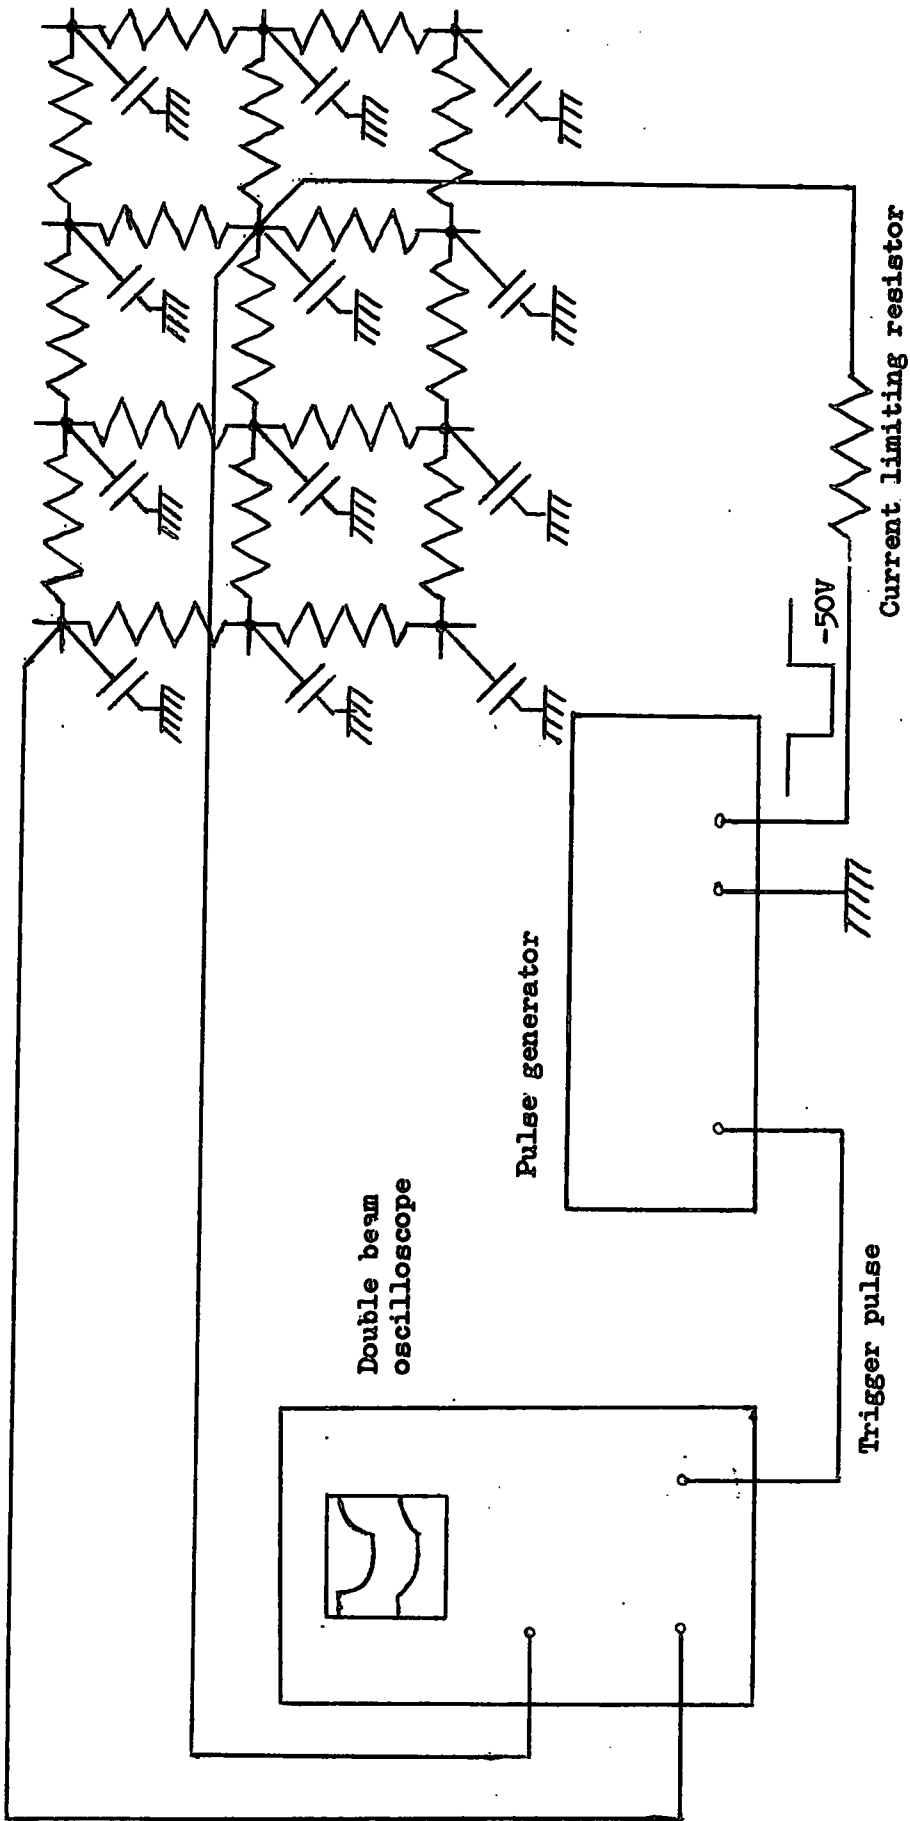 Double beam
oscilloscope
Pulse generator
Trigger pulse
-50V
Current limiting resistor